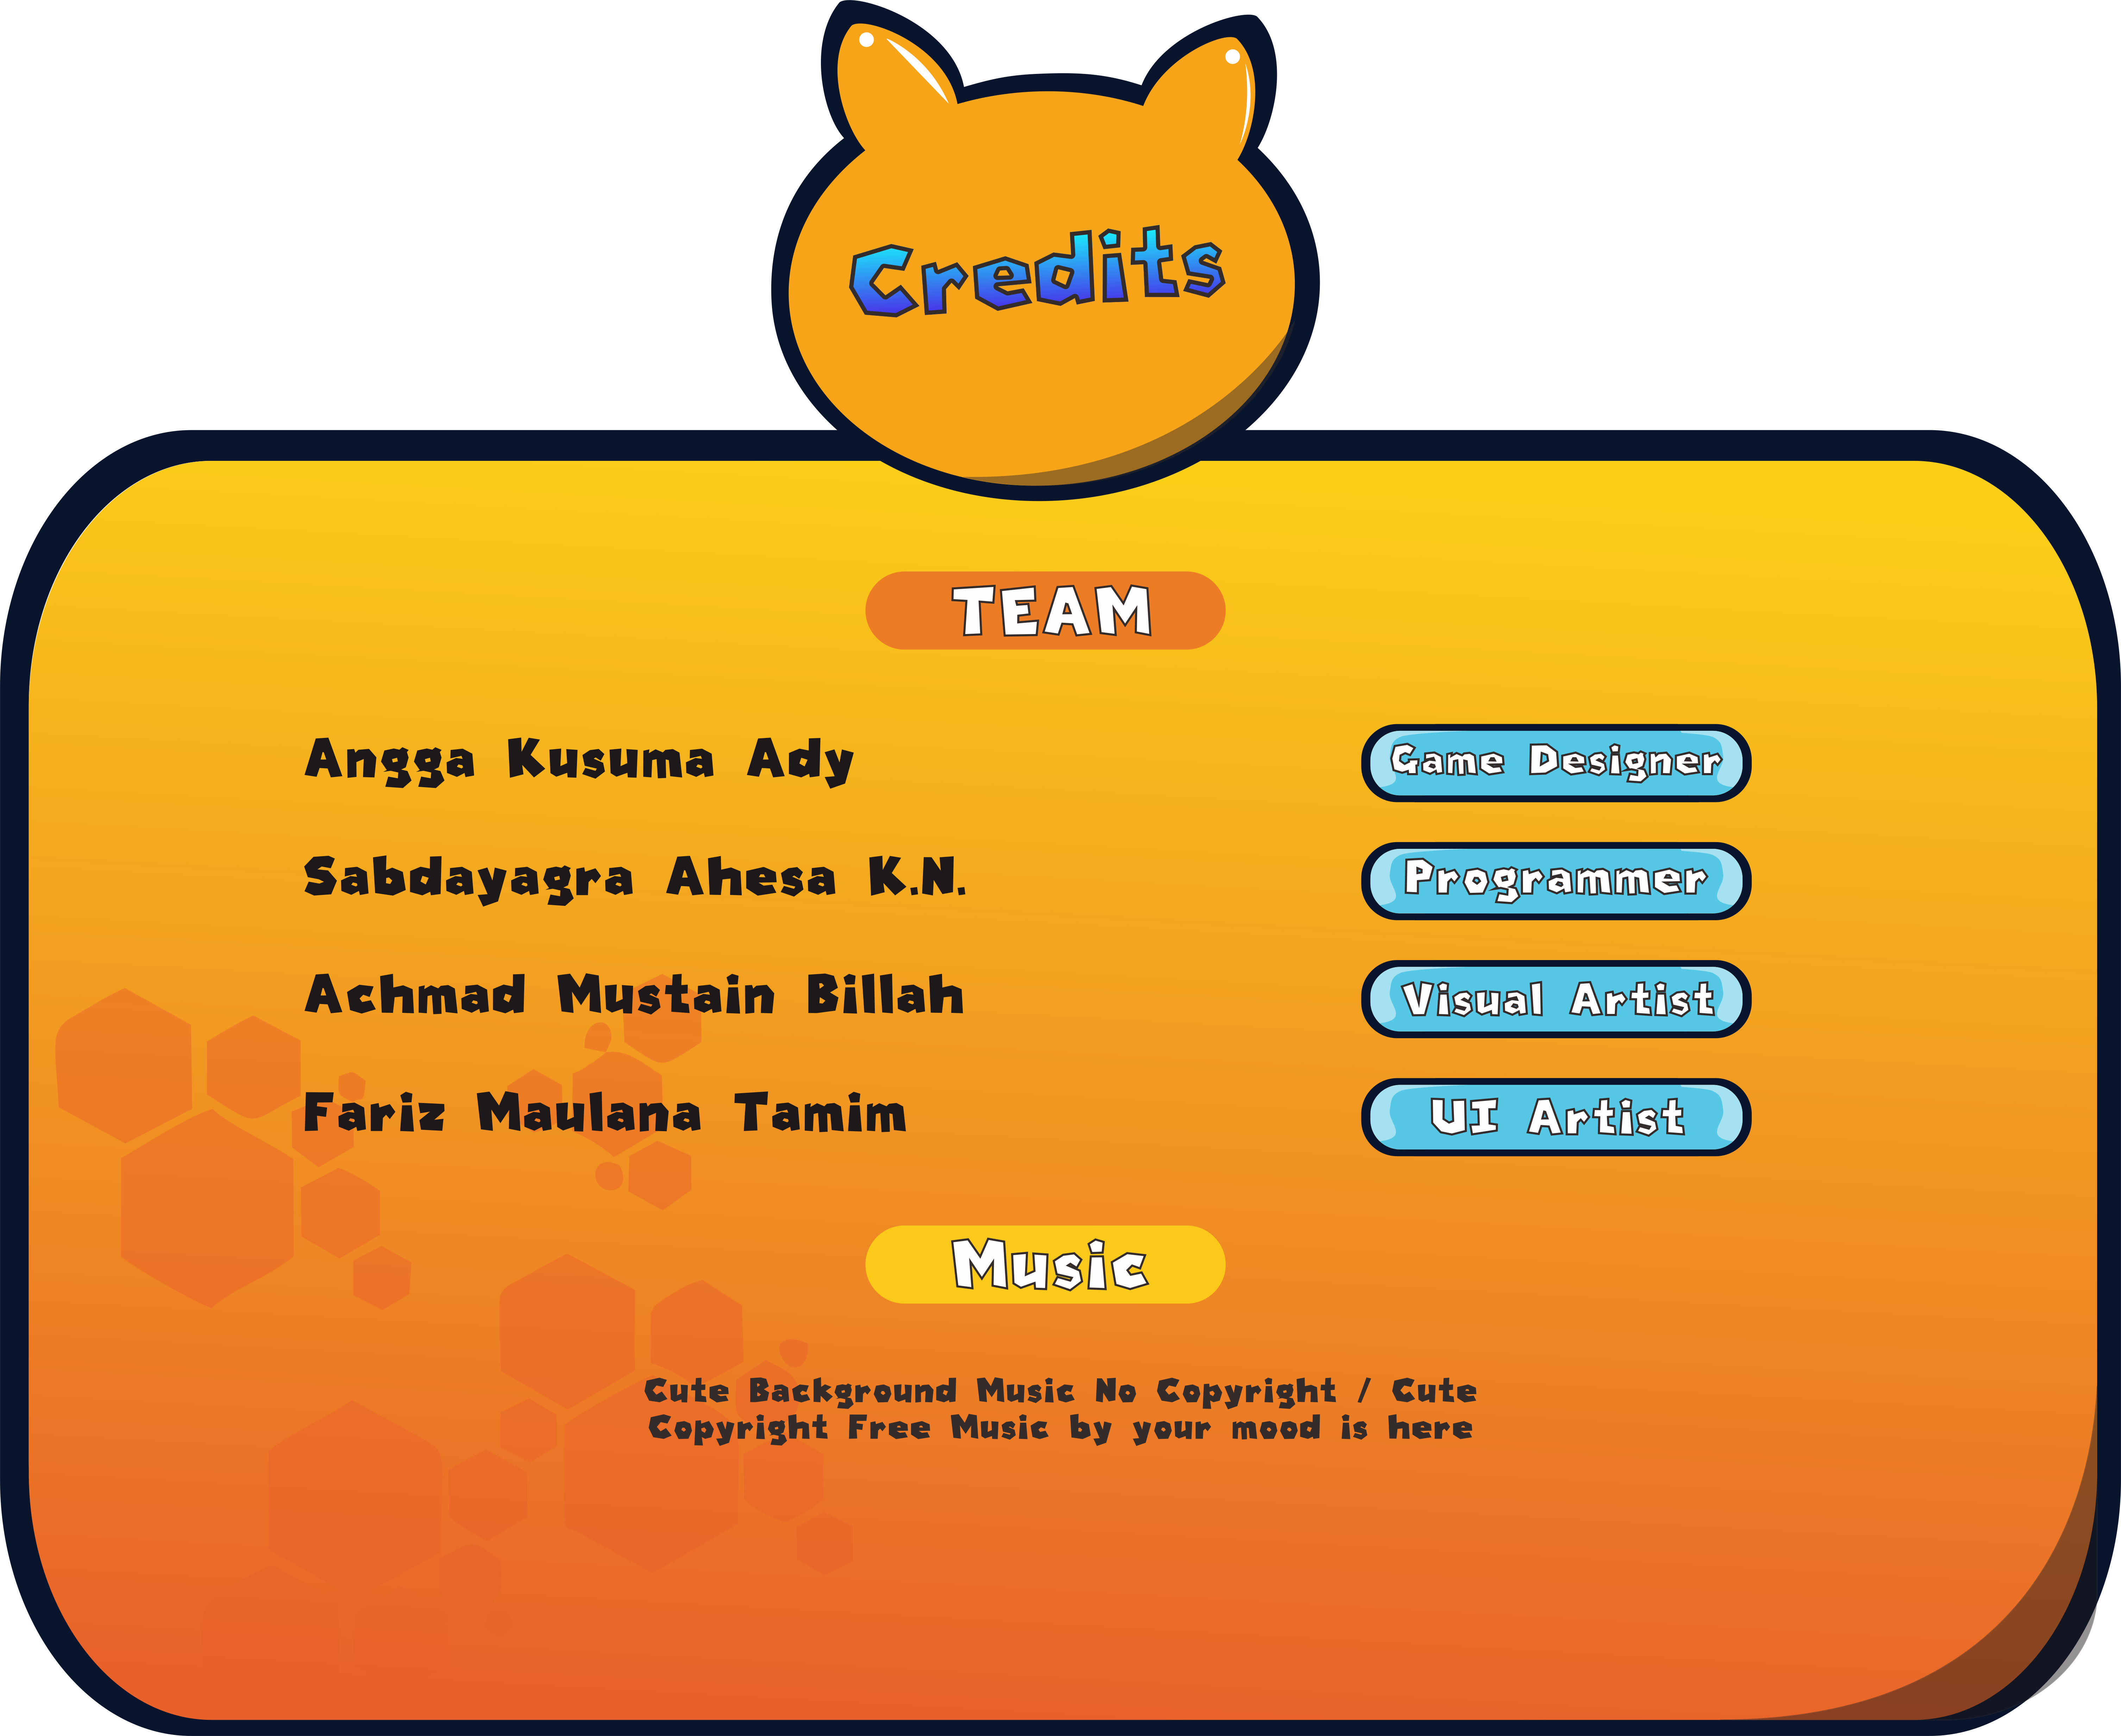 Credits
TEAM
Angga Kusuma Ady
Game Designer
Sabdayagra Ahssa K.N.
Programmer
Achmad Mustain Billah
Visual Artist
Fariz Maulana Tamim
UI Artist
Music
Cute Background Music No Copyright / Cute
Copyright Free Music by your mood is here